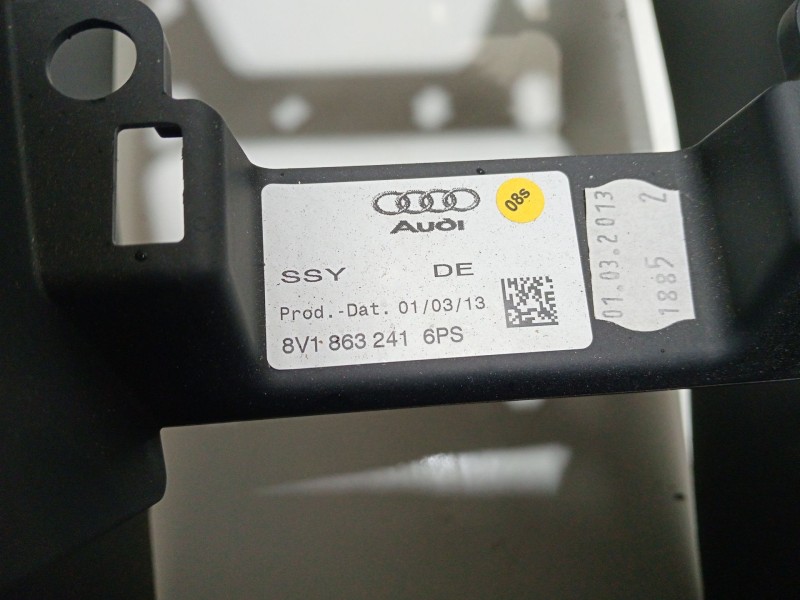 Audi
08s
SSY DE
Prod.-Dat. 01/03/13
8V1 863 241 6PS
01.03.2013
1885 2